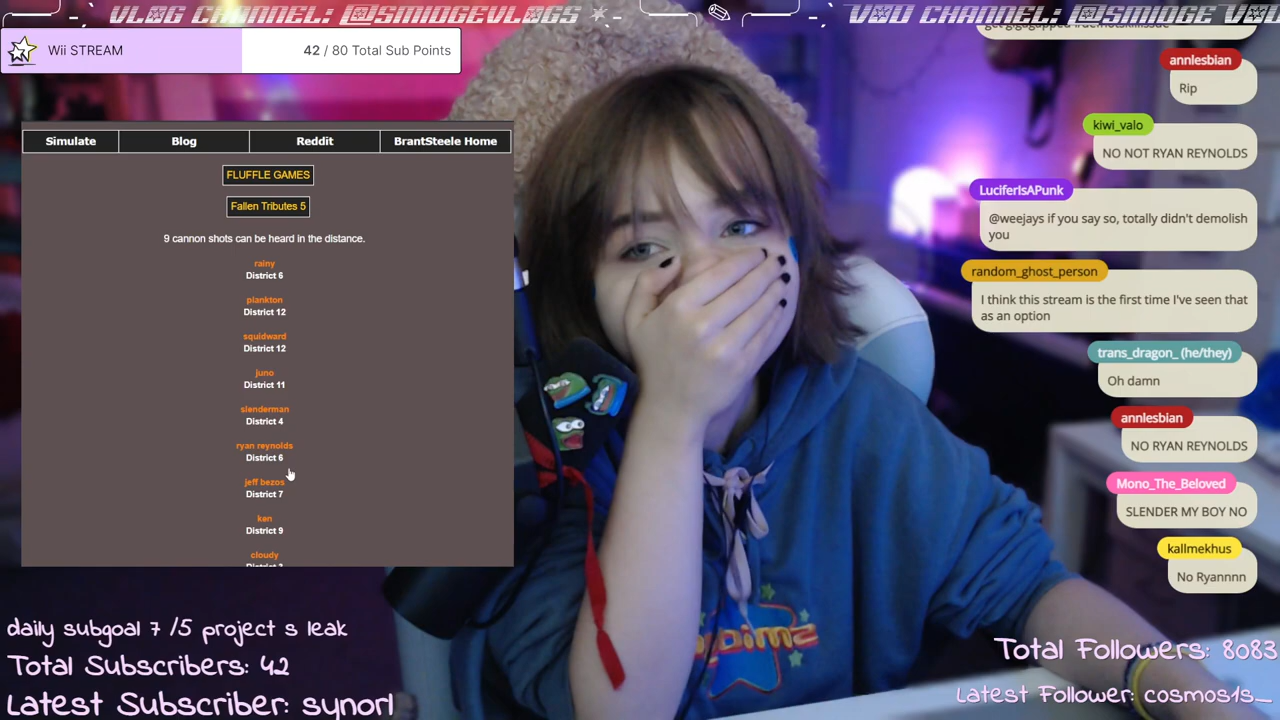 VLOG CHANNEL: @SMIDGEVLOGS
VOD CHANNEL: @SMIDGE VOD
Wii STREAM
42 / 80 Total Sub Points
Simulate
Blog
Reddit
BrantSteele Home
FLUFFLE GAMES
Fallen Tributes 5
9 cannon shots can be heard in the distance.
rainy
District 6
plankton
District 12
squidward
District 12
juno
District 11
slenderman
District 4
ryan reynolds
District 6
jeff bezos
District 7
ken
District 9
cloudy
daily subgoal 7 /5 project s leak
Total Subscribers: 42
Latest Subscriber: synorl
annlesbian
Rip
kiwi_valo
NO NOT RYAN REYNOLDS
LuciferIsAPunk
@weejays if you say so, totally didn't demolish
you
random_ghost_person
I think this stream is the first time I've seen that
as an option
trans_dragon_ (he/they)
Oh damn
annlesbian
NO RYAN REYNOLDS
Mono_The_Beloved
SLENDER MY BOY NO
kallmekhus
No Ryannnn
Total Followers: 8083
Latest Follower: cosmos1s_